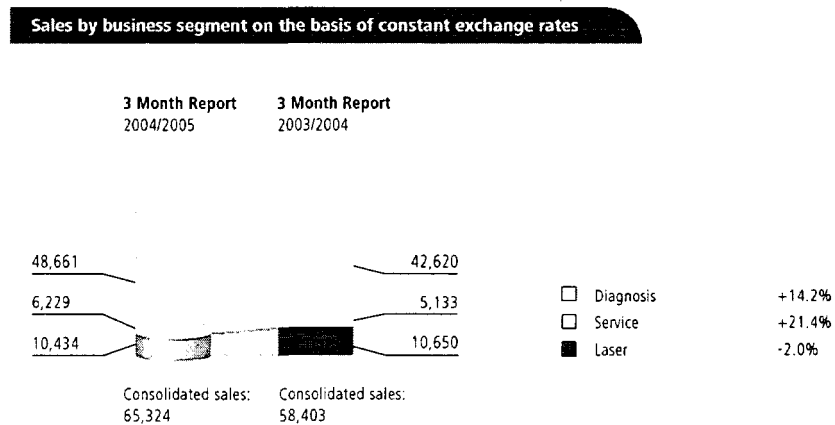 Sales by business segment on the basis of constant exchange rates
3 Month Report 3 Month Report
2004/2005 2003/2004
48,661 42,620
6,229 5,133
10,434 10,650
Diagnosis +14.2%
Service +21.4%
Laser -2.0%
Consolidated sales: Consolidated sales:
65,324 58,403